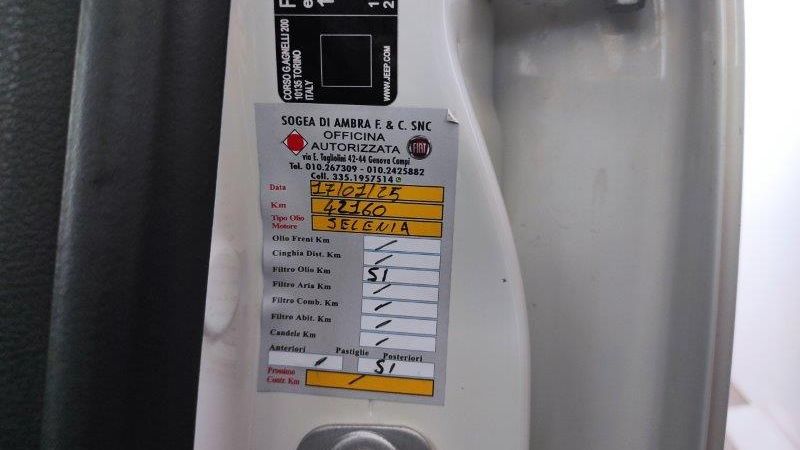 CORSO G.AGNELLI 200
10135 TORINO
ITALY
WWW.JEEP.COM
SOGEA DI AMBRA F. & C. SNC
OFFICINA
AUTORIZZATA
FIAT
via E. Tagliolini 42-44 Genova Campi
Tel. 010.267309 - 010.2425882
Cell. 335.1957514
Data 17/01/25
Km 42160
Tipo Olio
Motore SELENIA
Olio Freni Km /
Cinghia Dist. Km /
Filtro Olio Km SI
Filtro Aria Km /
Filtro Comb. Km /
Filtro Abit. Km /
Candele Km /
Anteriori Pastiglie Posteriori
/ SI
Prossimo
Contr. Km /